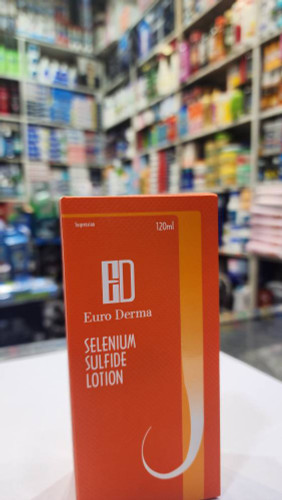 120ml
ED
Euro Derma
SELENIUM
SULFIDE
LOTION